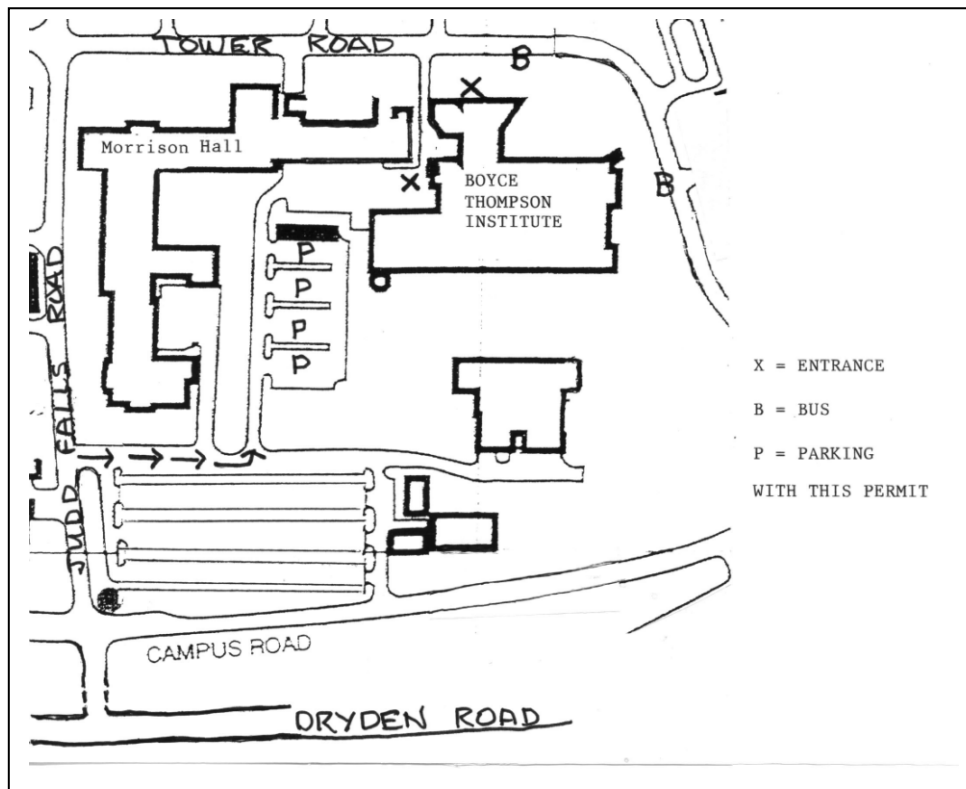 TOWER ROAD
B
X
Morrison Hall
X
BOYCE
THOMPSON
INSTITUTE
B
P
P
P
P
JUDD FALLS ROAD
X = ENTRANCE
B = BUS
P = PARKING
WITH THIS PERMIT
CAMPUS ROAD
DRYDEN ROAD